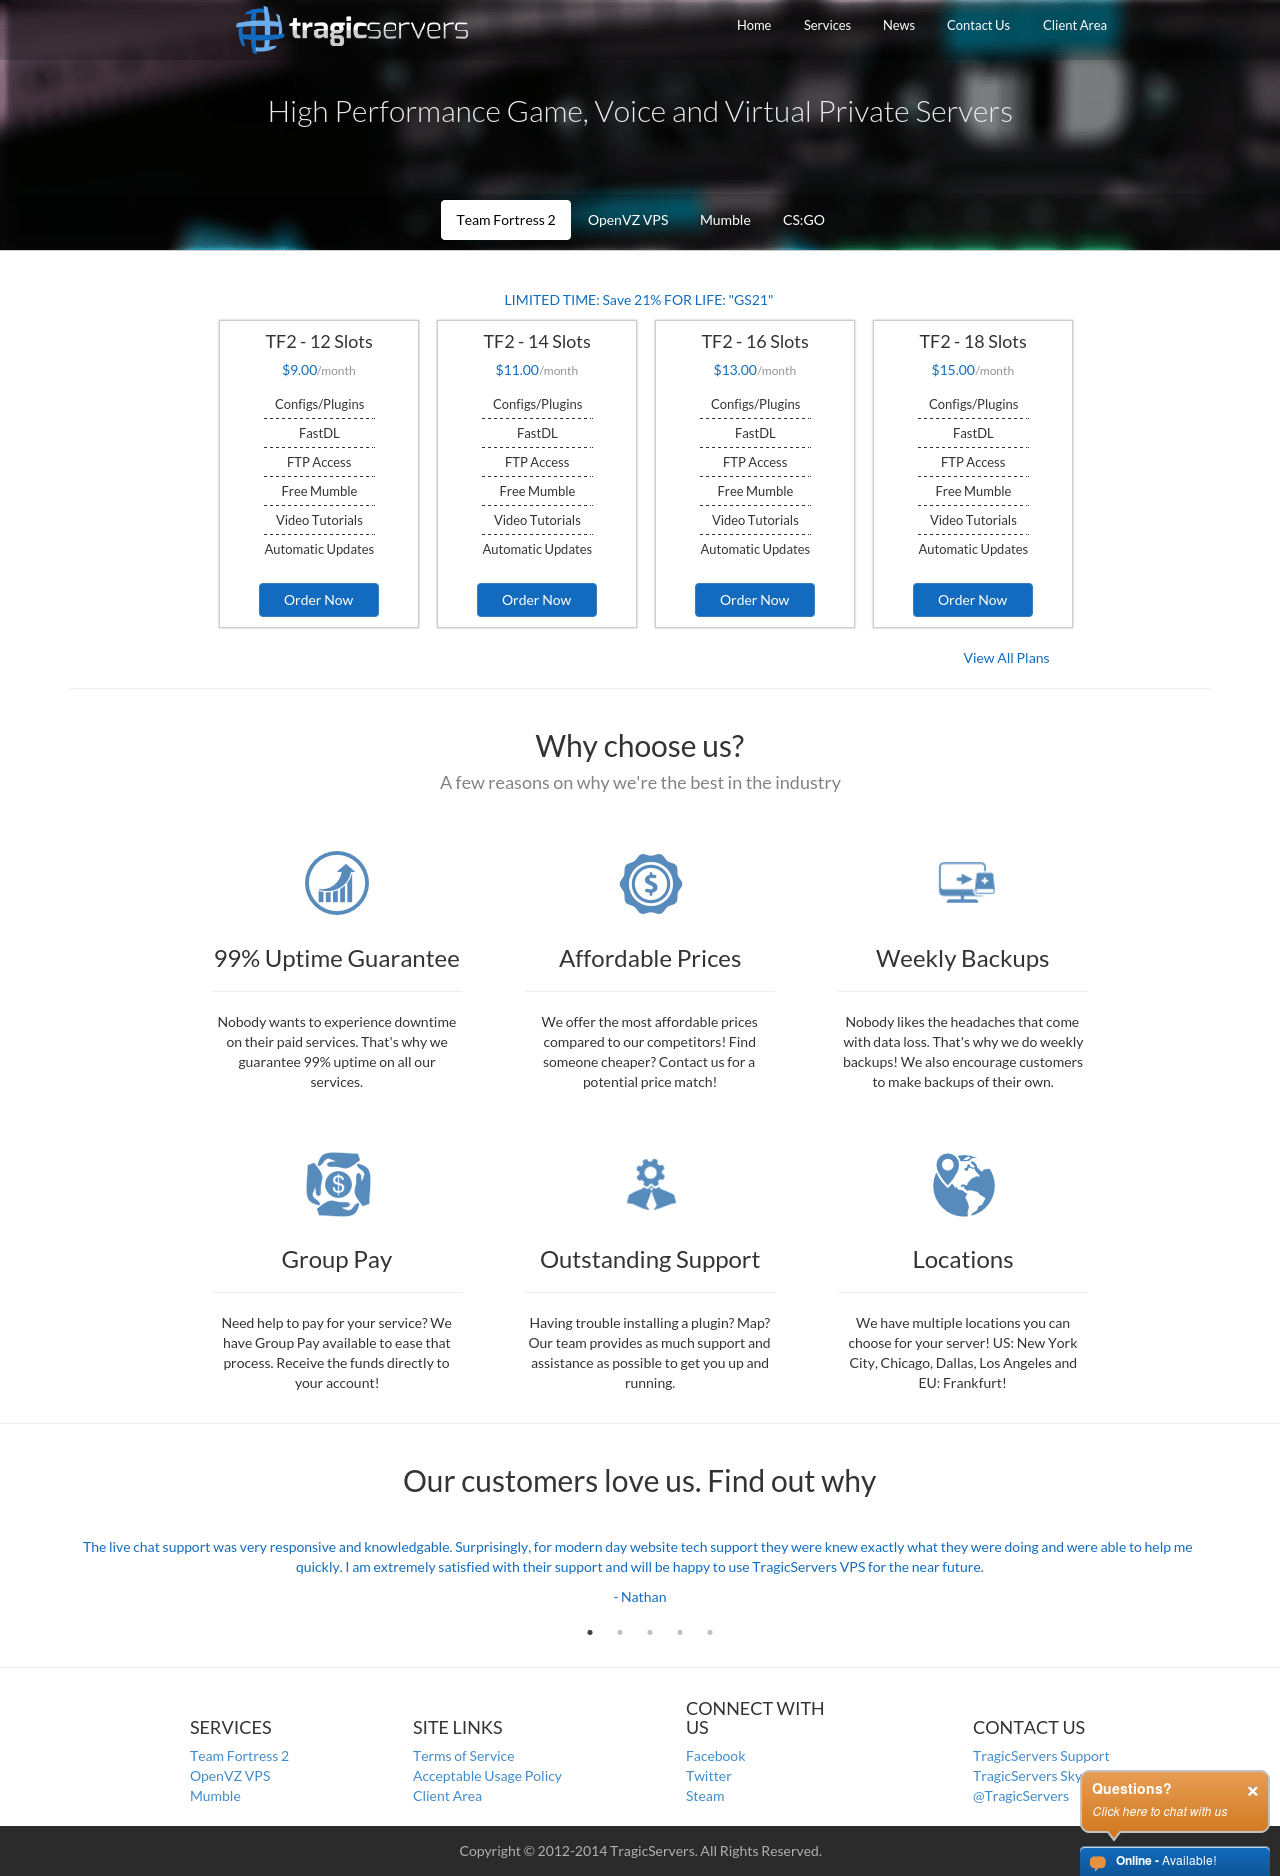 tragicservers
Home Services News Contact Us Client Area
High Performance Game, Voice and Virtual Private Servers
Team Fortress 2 OpenVZ VPS Mumble CS:GO
LIMITED TIME: Save 21% FOR LIFE: "GS21"
TF2 - 12 Slots
$9.00/month
Configs/Plugins
FastDL
FTP Access
Free Mumble
Video Tutorials
Automatic Updates
Order Now
TF2 - 14 Slots
$11.00/month
Configs/Plugins
FastDL
FTP Access
Free Mumble
Video Tutorials
Automatic Updates
Order Now
TF2 - 16 Slots
$13.00/month
Configs/Plugins
FastDL
FTP Access
Free Mumble
Video Tutorials
Automatic Updates
Order Now
TF2 - 18 Slots
$15.00/month
Configs/Plugins
FastDL
FTP Access
Free Mumble
Video Tutorials
Automatic Updates
Order Now
View All Plans
Why choose us?
A few reasons on why we're the best in the industry
99% Uptime Guarantee
Nobody wants to experience downtime
on their paid services. That's why we
guarantee 99% uptime on all our
services.
Affordable Prices
We offer the most affordable prices
compared to our competitors! Find
someone cheaper? Contact us for a
potential price match!
Weekly Backups
Nobody likes the headaches that come
with data loss. That's why we do weekly
backups! We also encourage customers
to make backups of their own.
Group Pay
Need help to pay for your service? We
have Group Pay available to ease that
process. Receive the funds directly to
your account!
Outstanding Support
Having trouble installing a plugin? Map?
Our team provides as much support and
assistance as possible to get you up and
running.
Locations
We have multiple locations you can
choose for your server! US: New York
City, Chicago, Dallas, Los Angeles and
EU: Frankfurt!
Our customers love us. Find out why
The live chat support was very responsive and knowledgable. Surprisingly, for modern day website tech support they were knew exactly what they were doing and were able to help me
quickly. I am extremely satisfied with their support and will be happy to use TragicServers VPS for the near future.
- Nathan
SERVICES
Team Fortress 2
OpenVZ VPS
Mumble
SITE LINKS
Terms of Service
Acceptable Usage Policy
Client Area
CONNECT WITH
US
Facebook
Twitter
Steam
CONTACT US
TragicServers Support
TragicServers Sky
@TragicServers
Questions?
Click here to chat with us
Online - Available!
Copyright © 2012-2014 TragicServers. All Rights Reserved.